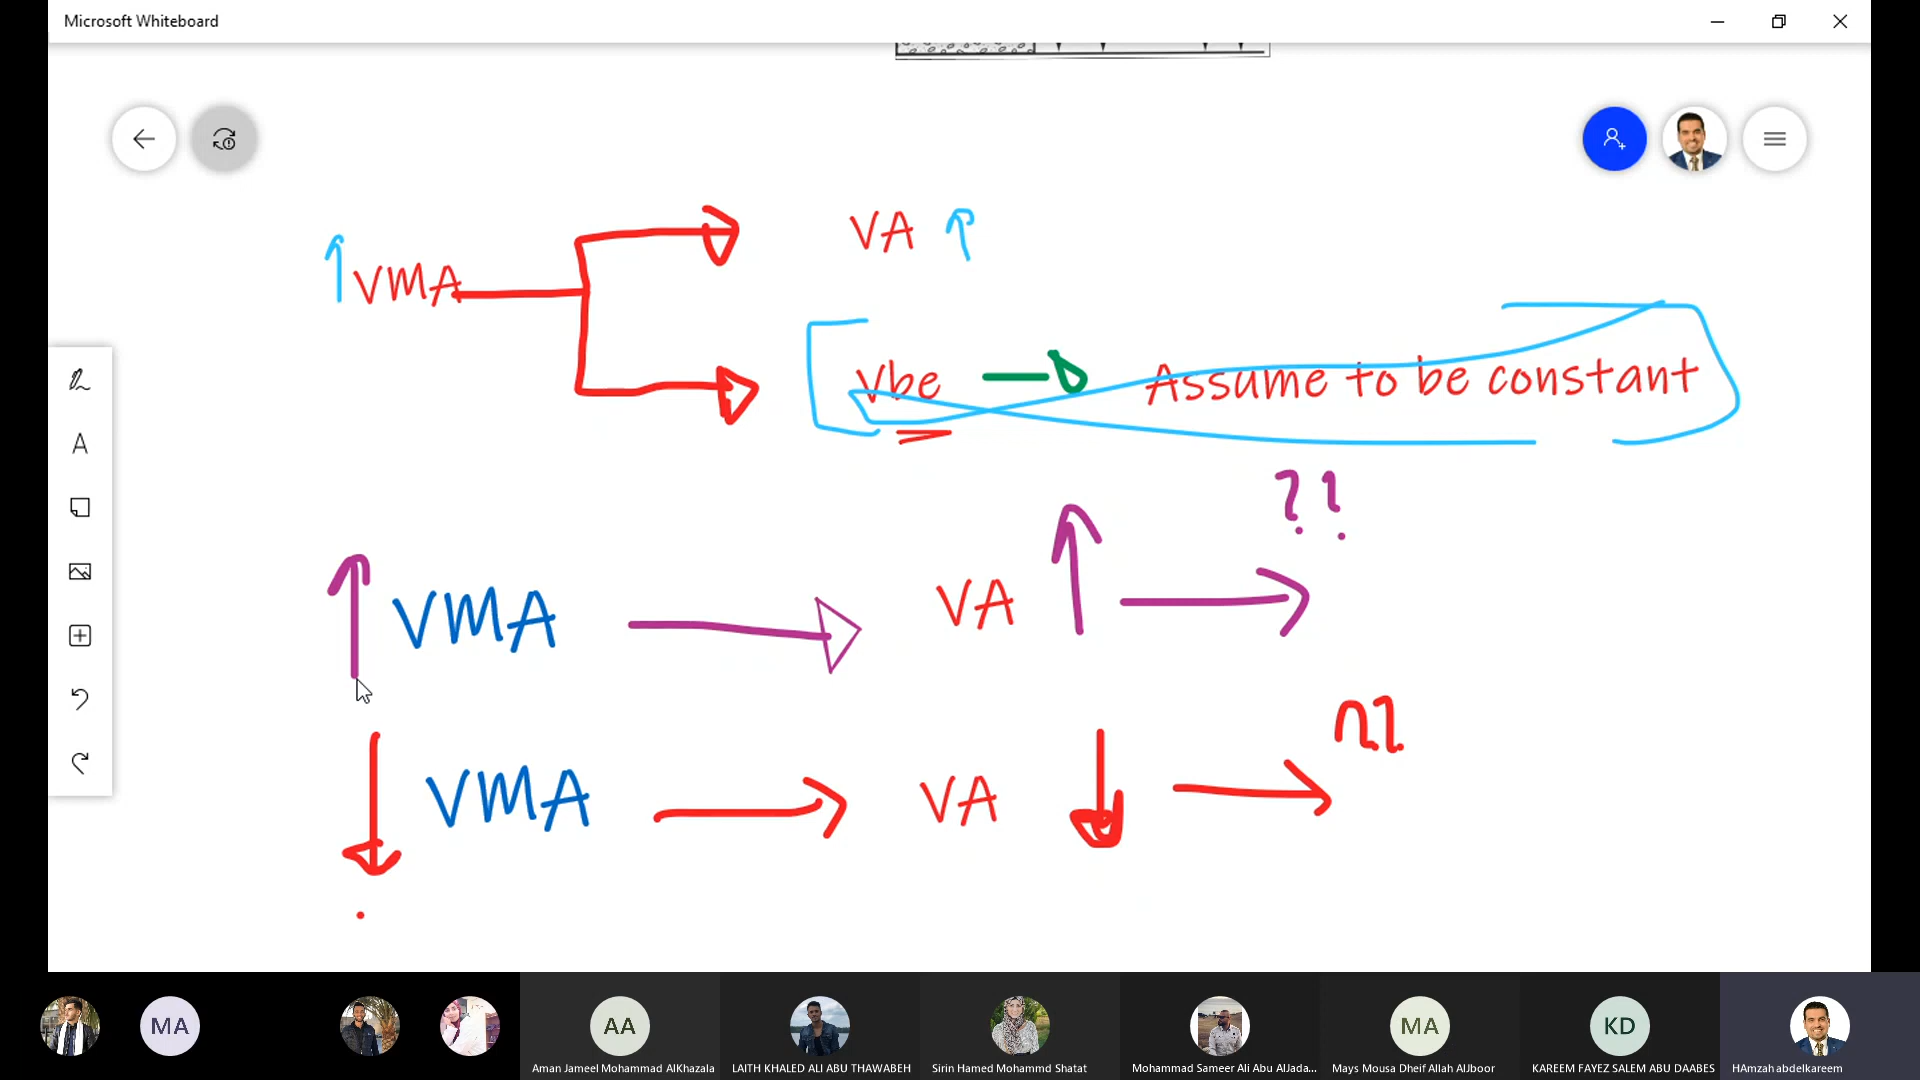 Microsoft Whiteboard
VA
VMA
Vbe Assume to be constant
??
VMA VA
??
VMA VA
MA AA MA KD
Aman Jameel Mohammad AlKhazala LAITH KHALED ALI ABU THAWABEH Sirin Hamed Mohammd Shatat Mohammad Sameer Ali Abu AlJada... Mays Mousa Dheif Allah AlJboor KAREEM FAYEZ SALEM ABU DAABES HAmzah abdelkareem